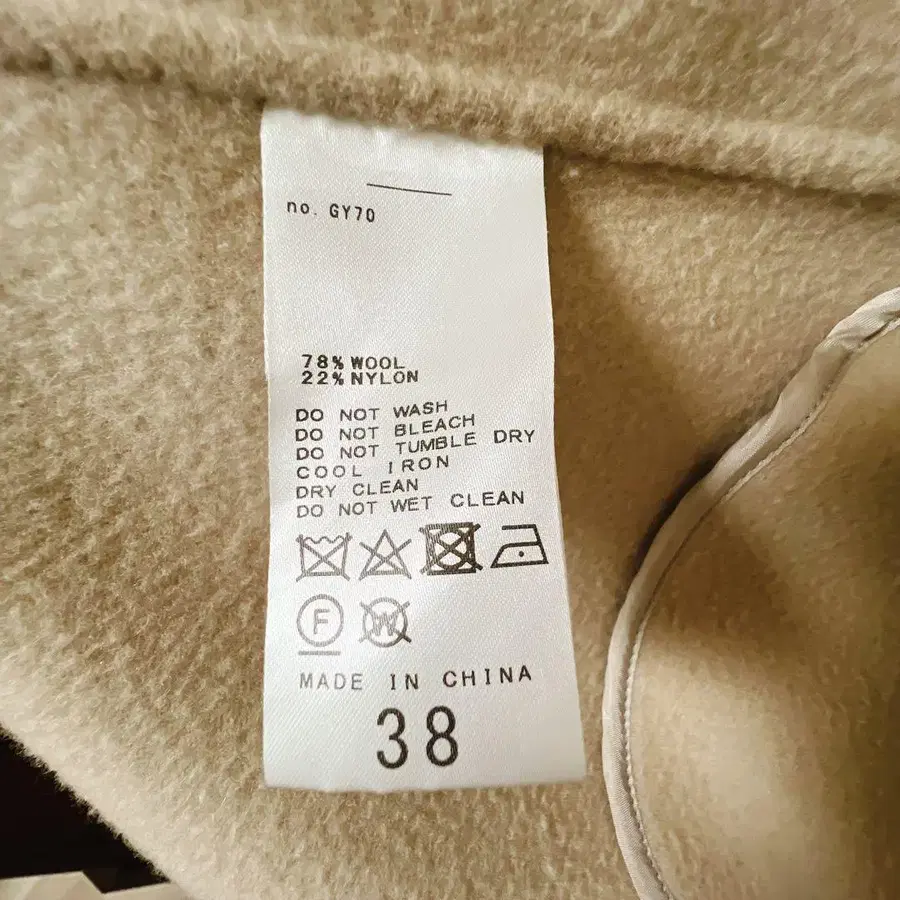 no. GY70
78% WOOL
22% NYLON
DO NOT WASH
DO NOT BLEACH
DO NOT TUMBLE DRY
COOL IRON
DRY CLEAN
DO NOT WET CLEAN
F W
MADE IN CHINA
38